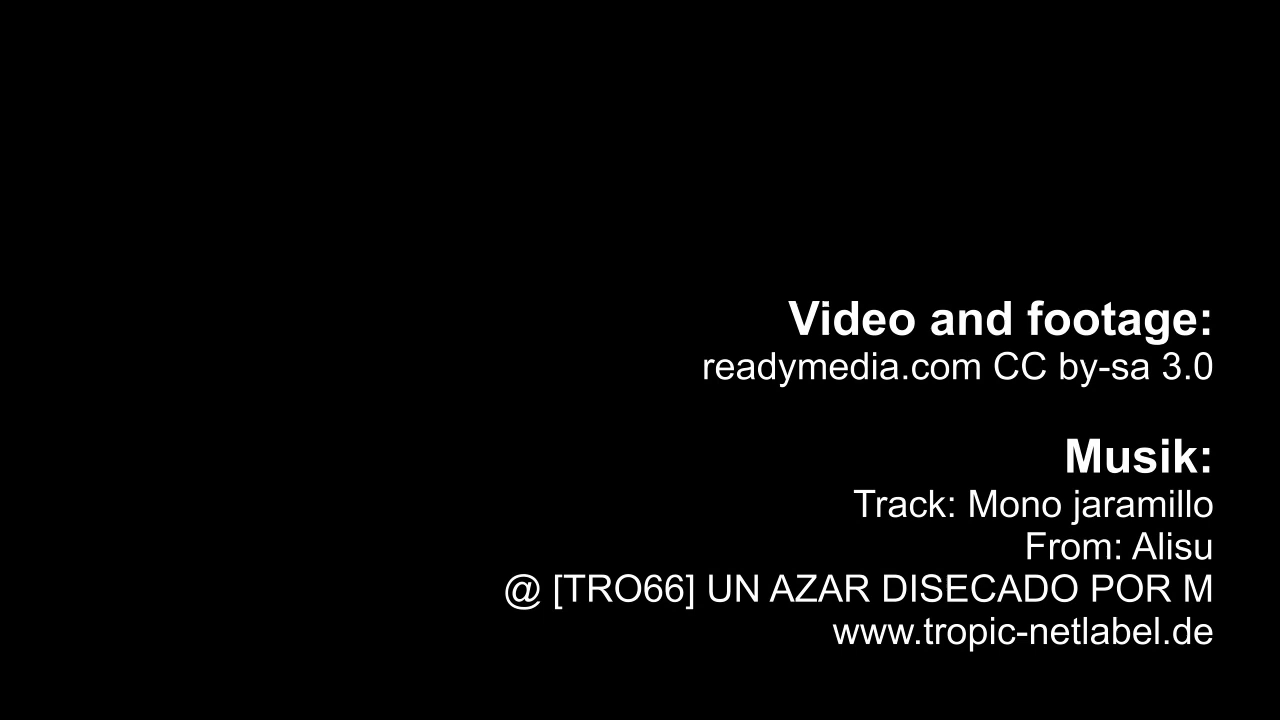 Video and footage:
readymedia.com CC by-sa 3.0
Musik:
Track: Mono jaramillo
From: Alisu
@ [TRO66] UN AZAR DISECADO POR M
www.tropic-netlabel.de